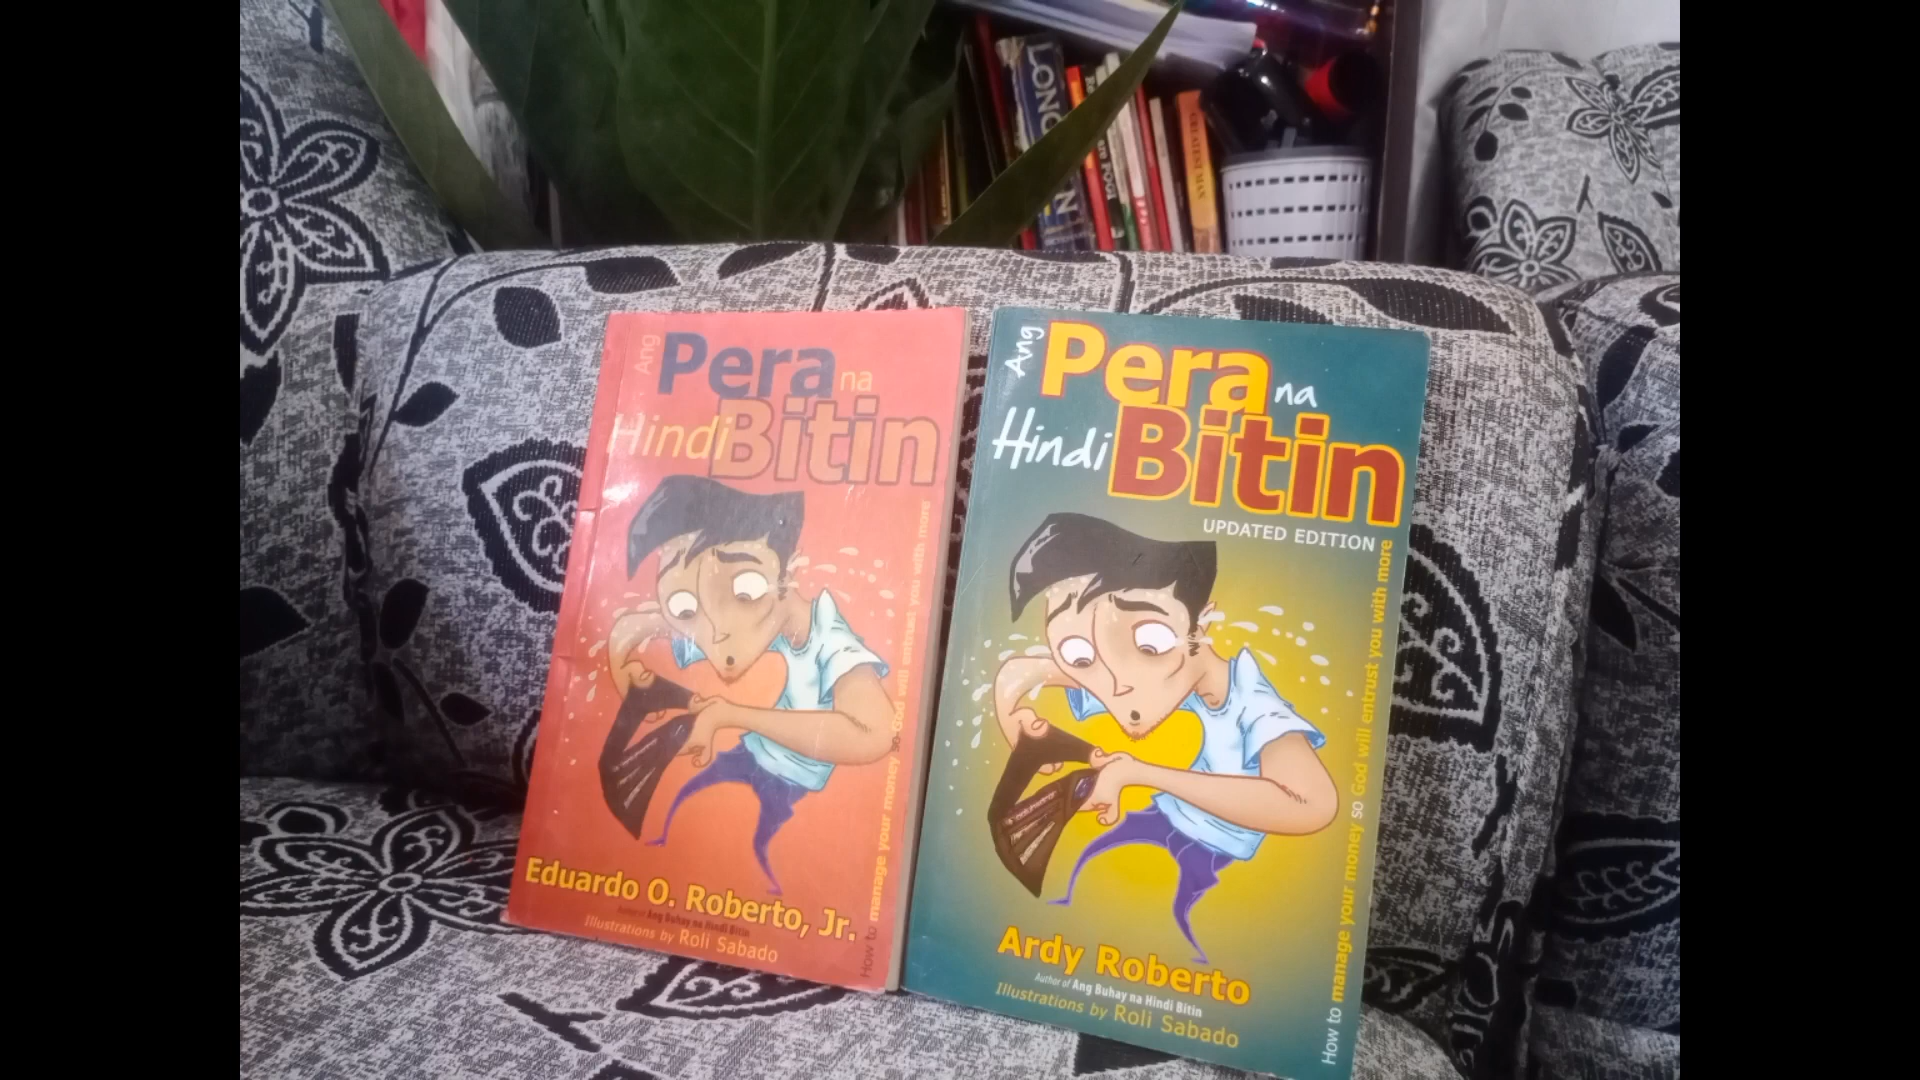 Ang
Pera na
Hindi Bitin
How to manage your money so God will entrust you with more
Eduardo O. Roberto, Jr.
Author of Ang Buhay na Hindi Bitin
Illustrations by Roli Sabado
Ang
Pera na
Hindi Bitin
UPDATED EDITION
How to manage your money so God will entrust you with more
Ardy Roberto
Author of Ang Buhay na Hindi Bitin
Illustrations by Roli Sabado
GREATEST MAN